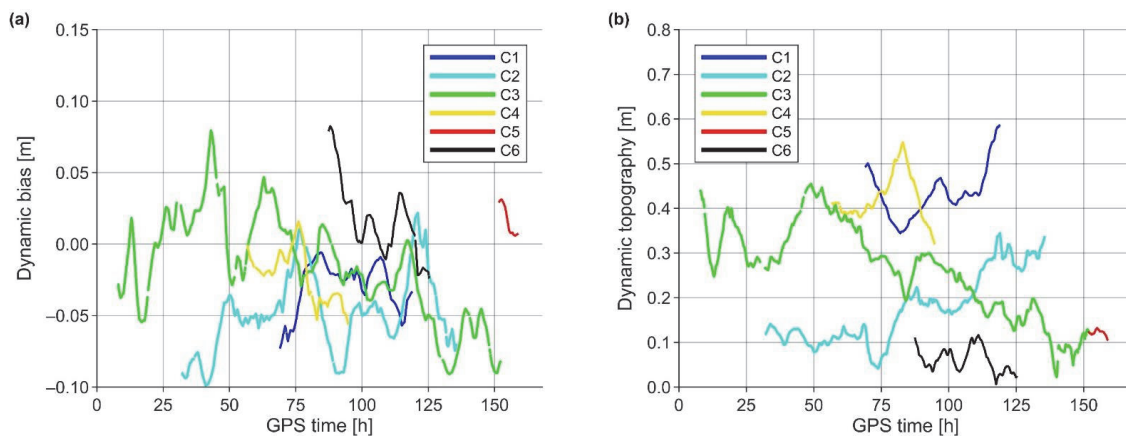 (a)
0.15
0.10
0.05
0.00
−0.05
−0.10
Dynamic bias [m]
0 25 50 75 100 125 150
GPS time [h]
C1
C2
C3
C4
C5
C6
(b)
0.8
0.7
0.6
0.5
0.4
0.3
0.2
0.1
0.0
Dynamic topography [m]
0 25 50 75 100 125 150
GPS time [h]
C1
C2
C3
C4
C5
C6